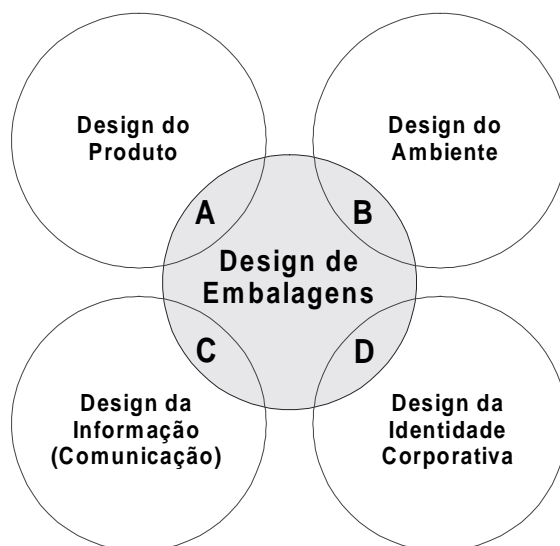 Design do
Produto
Design do
Ambiente
A
B
Design de
Embalagens
C
D
Design da
Informação
(Comunicação)
Design da
Identidade
Corporativa